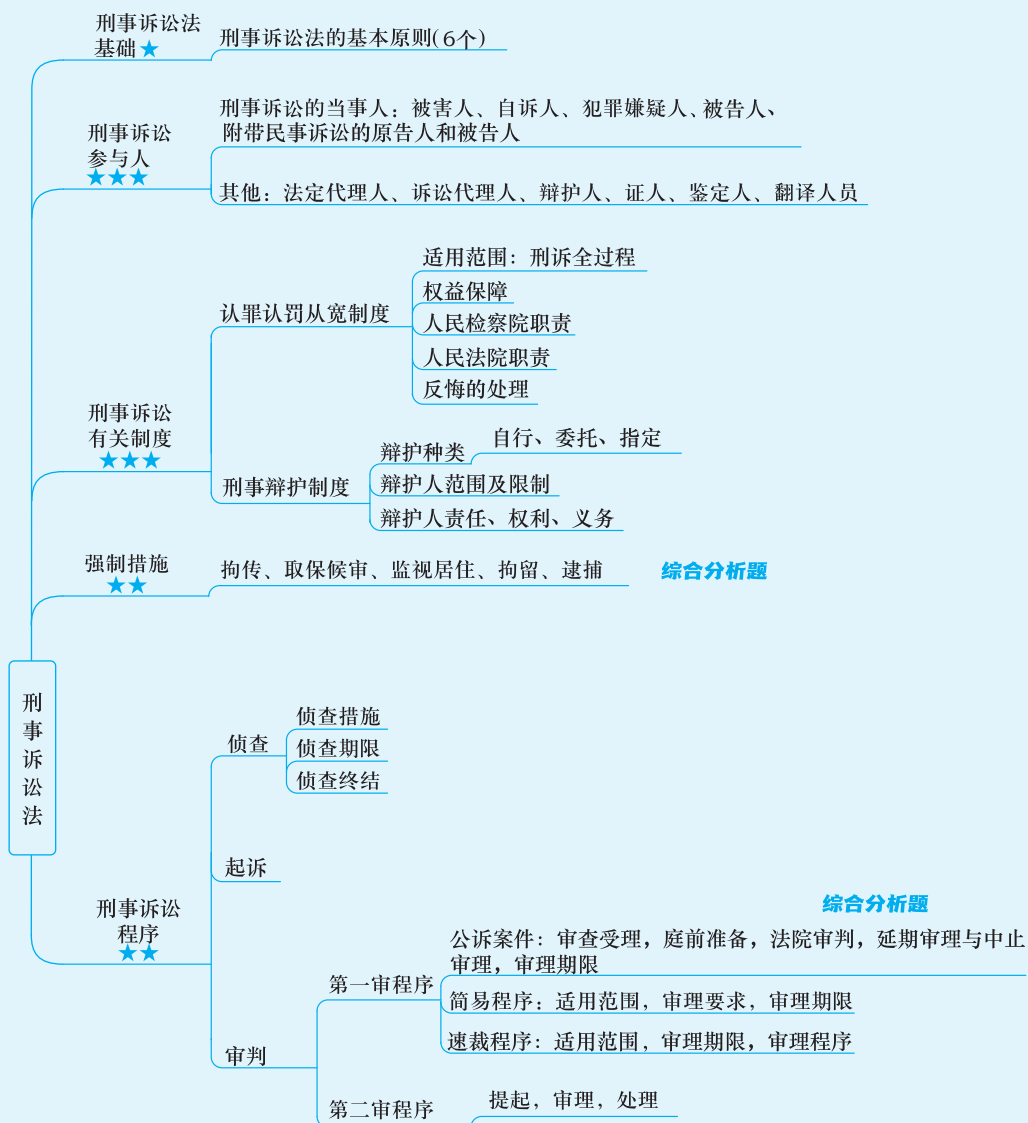 刑事诉讼法
基础★
刑事诉讼法的基本原则(6个)
刑事诉讼
参与人
★★★
刑事诉讼的当事人：被害人、自诉人、犯罪嫌疑人、被告人、
附带民事诉讼的原告人和被告人
其他：法定代理人、诉讼代理人、辩护人、证人、鉴定人、翻译人员
刑事诉讼
有关制度
★★★
认罪认罚从宽制度
适用范围：刑诉全过程
权益保障
人民检察院职责
人民法院职责
反悔的处理
刑事辩护制度
辩护种类
自行、委托、指定
辩护人范围及限制
辩护人责任、权利、义务
强制措施
★★
拘传、取保候审、监视居住、拘留、逮捕
综合分析题
刑事诉讼法
刑事诉讼
程序
★★
侦查
侦查措施
侦查期限
侦查终结
起诉
审判
第一审程序
综合分析题
公诉案件：审查受理，庭前准备，法院审判，延期审理与中止
审理，审理期限
简易程序：适用范围，审理要求，审理期限
速裁程序：适用范围，审理期限，审理程序
第二审程序
提起，审理，处理